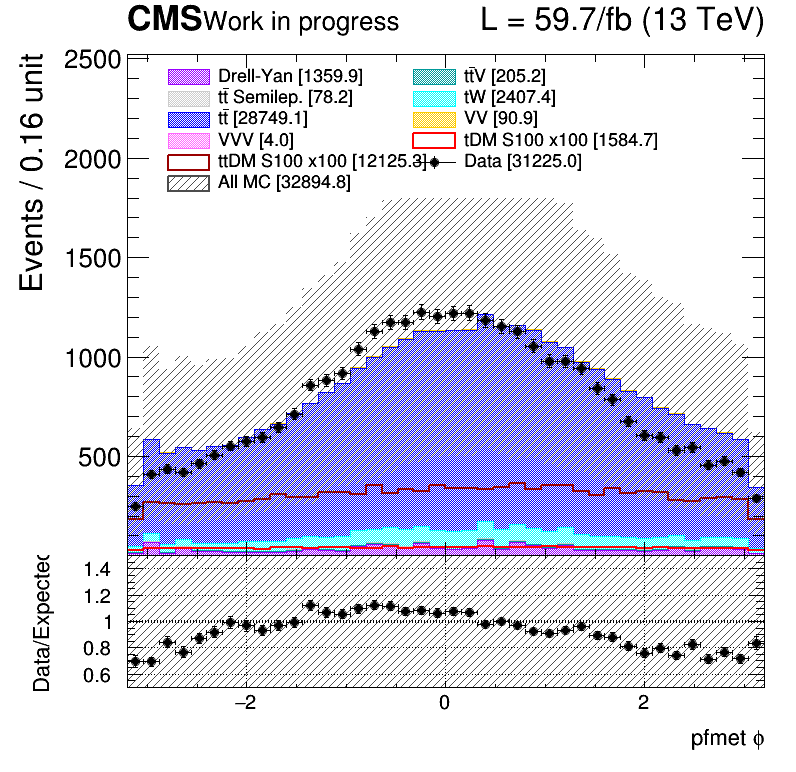 CMS Work in progress L = 59.7/fb (13 TeV)
Events / 0.16 unit
2500
2000
1500
1000
500
Drell-Yan [1359.9] tt̄V [205.2]
tt̄ Semilep. [78.2] tW [2407.4]
tt̄ [28749.1] VV [90.9]
VVV [4.0] tDM S100 x100 [1584.7]
ttDM S100 x100 [12125.3] Data [31225.0]
All MC [32894.8]
Data/Expected
1.4
1.2
1
0.8
0.6
−2 0 2
pfmet ϕ